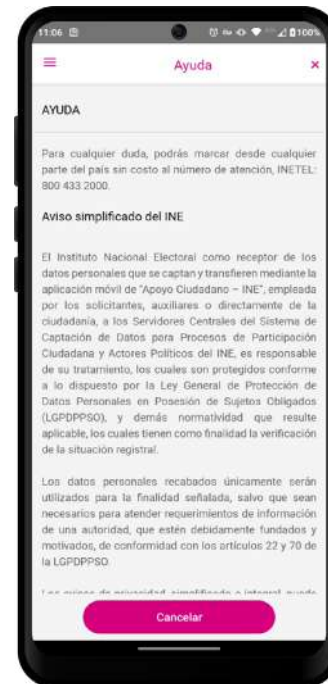 11:06
100%
Ayuda
×
AYUDA
Para cualquier duda, podrás marcar desde cualquier
parte del país sin costo al número de atención, INETEL:
800 433 2000.
Aviso simplificado del INE
El Instituto Nacional Electoral como receptor de los
datos personales que se captan y transfieren mediante la
aplicación móvil de "Apoyo Ciudadano – INE", empleada
por los solicitantes, auxiliares o directamente de la
ciudadanía, a los Servidores Centrales del Sistema de
Captación de Datos para Procesos de Participación
Ciudadana y Actores Políticos del INE, es responsable
de su tratamiento, los cuales son protegidos conforme
a lo dispuesto por la Ley General de Protección de
Datos Personales en Posesión de Sujetos Obligados
(LGPDPPSO), y demás normatividad que resulte
aplicable, los cuales tienen como finalidad la verificación
de la situación registral.
Los datos personales recabados únicamente serán
utilizados para la finalidad señalada, salvo que sean
necesarios para atender requerimientos de información
de una autoridad, que estén debidamente fundados y
motivados, de conformidad con los artículos 22 y 70 de
la LGPDPPSO.
Los avisos de privacidad, simplificado e integral, puede
Cancelar